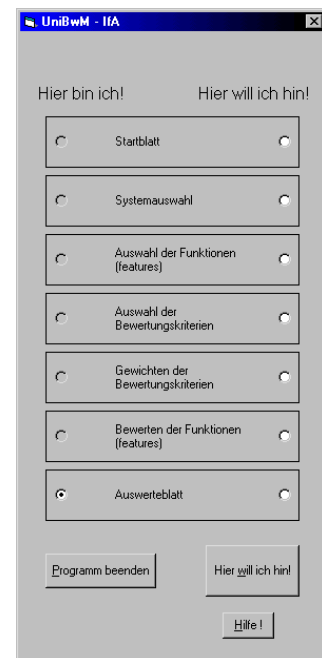 UniBwM - IfA
Hier bin ich!
Hier will ich hin!
Startblatt
Systemauswahl
Auswahl der Funktionen
(features)
Auswahl der
Bewertungskriterien
Gewichten der
Bewertungskriterien
Bewerten der Funktionen
(features)
Auswerteblatt
Programm beenden
Hier will ich hin!
Hilfe !